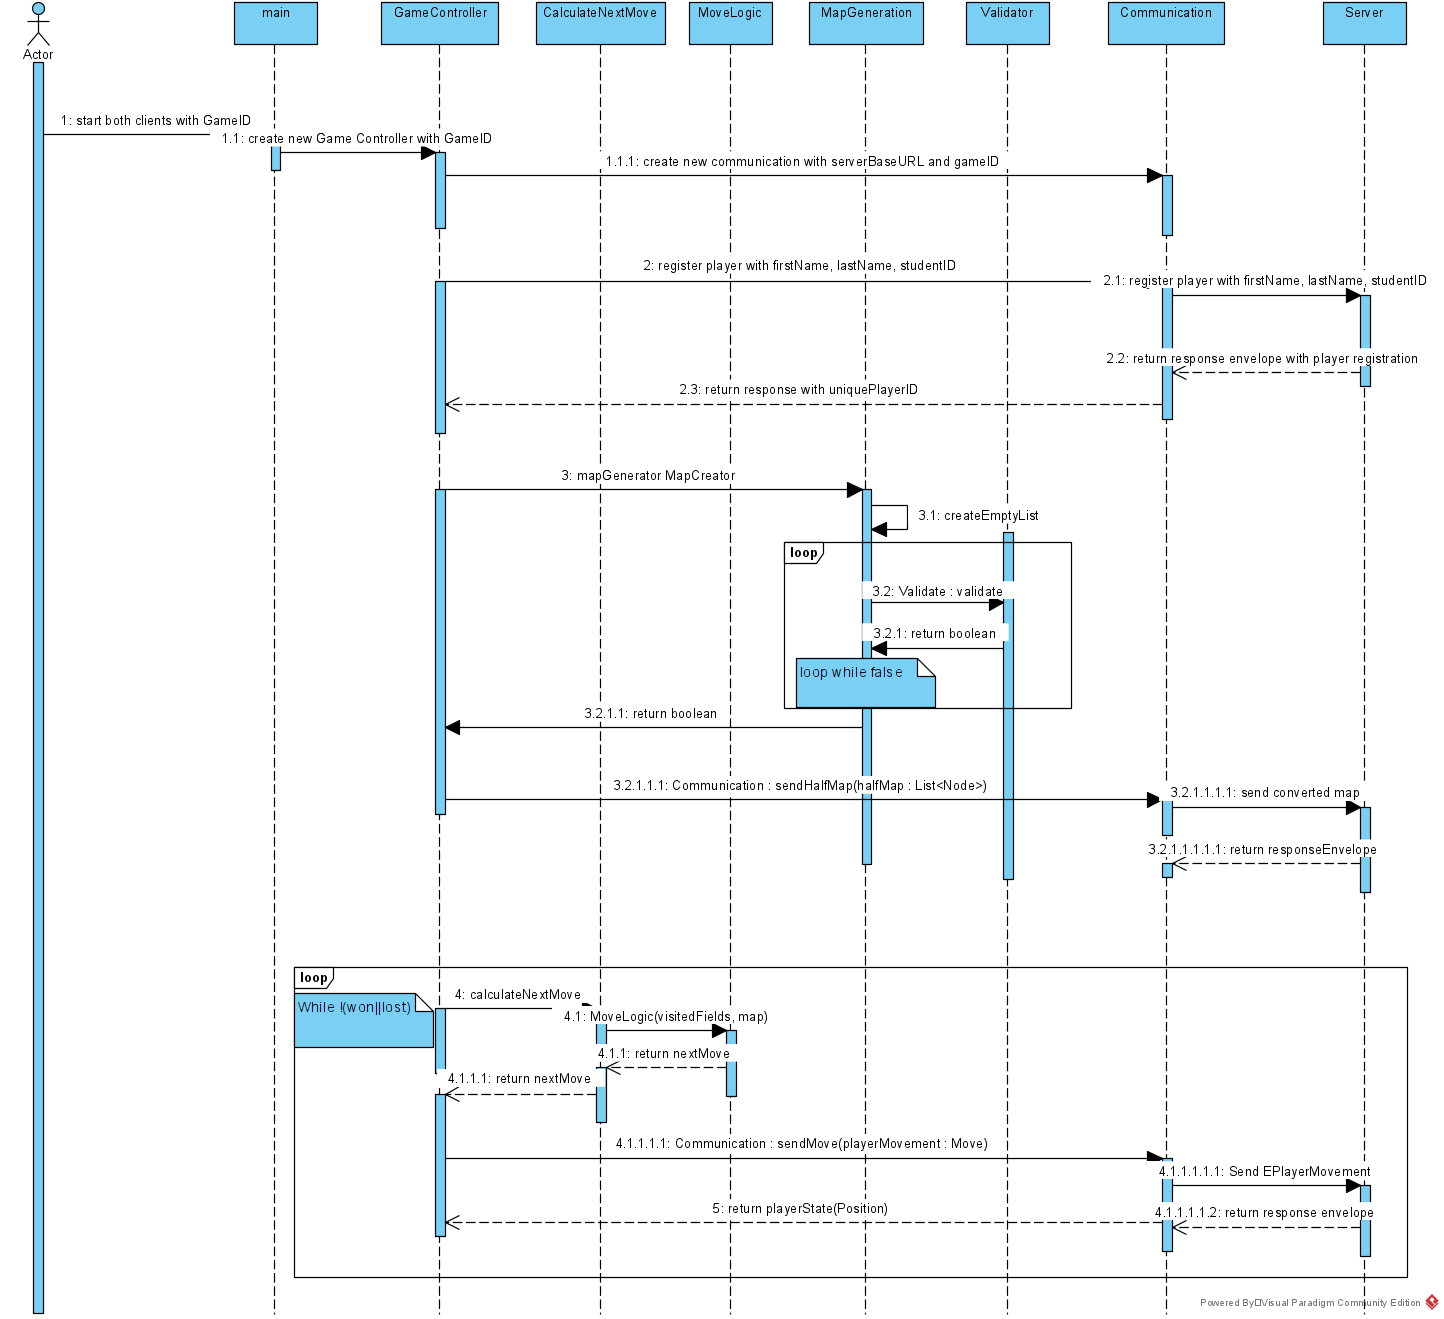 main
GameController
CalculateNextMove
MoveLogic
MapGeneration
Validator
Communication
Server
Actor
1: start both clients with GameID
1.1: create new Game Controller with GameID
1.1.1: create new communication with serverBaseURL and gameID
2: register player with firstName, lastName, studentID
2.1: register player with firstName, lastName, studentID
2.2: return response envelope with player registration
2.3: return response with uniquePlayerID
3: mapGenerator MapCreator
3.1: createEmptyList
loop
3.2: Validate : validate
3.2.1: return boolean
loop while false
3.2.1.1: return boolean
3.2.1.1.1: Communication : sendHalfMap(halfMap : List<Node>)
3.2.1.1.1.1: send converted map
3.2.1.1.1.1.1: return responseEnvelope
loop
While !(won||lost)
4: calculateNextMove
4.1: MoveLogic(visitedFields, map)
4.1.1: return nextMove
4.1.1.1: return nextMove
4.1.1.1.1: Communication : sendMove(playerMovement : Move)
4.1.1.1.1.1: Send EPlayerMovement
5: return playerState(Position)
4.1.1.1.1.2: return response envelope
Powered By Visual Paradigm Community Edition